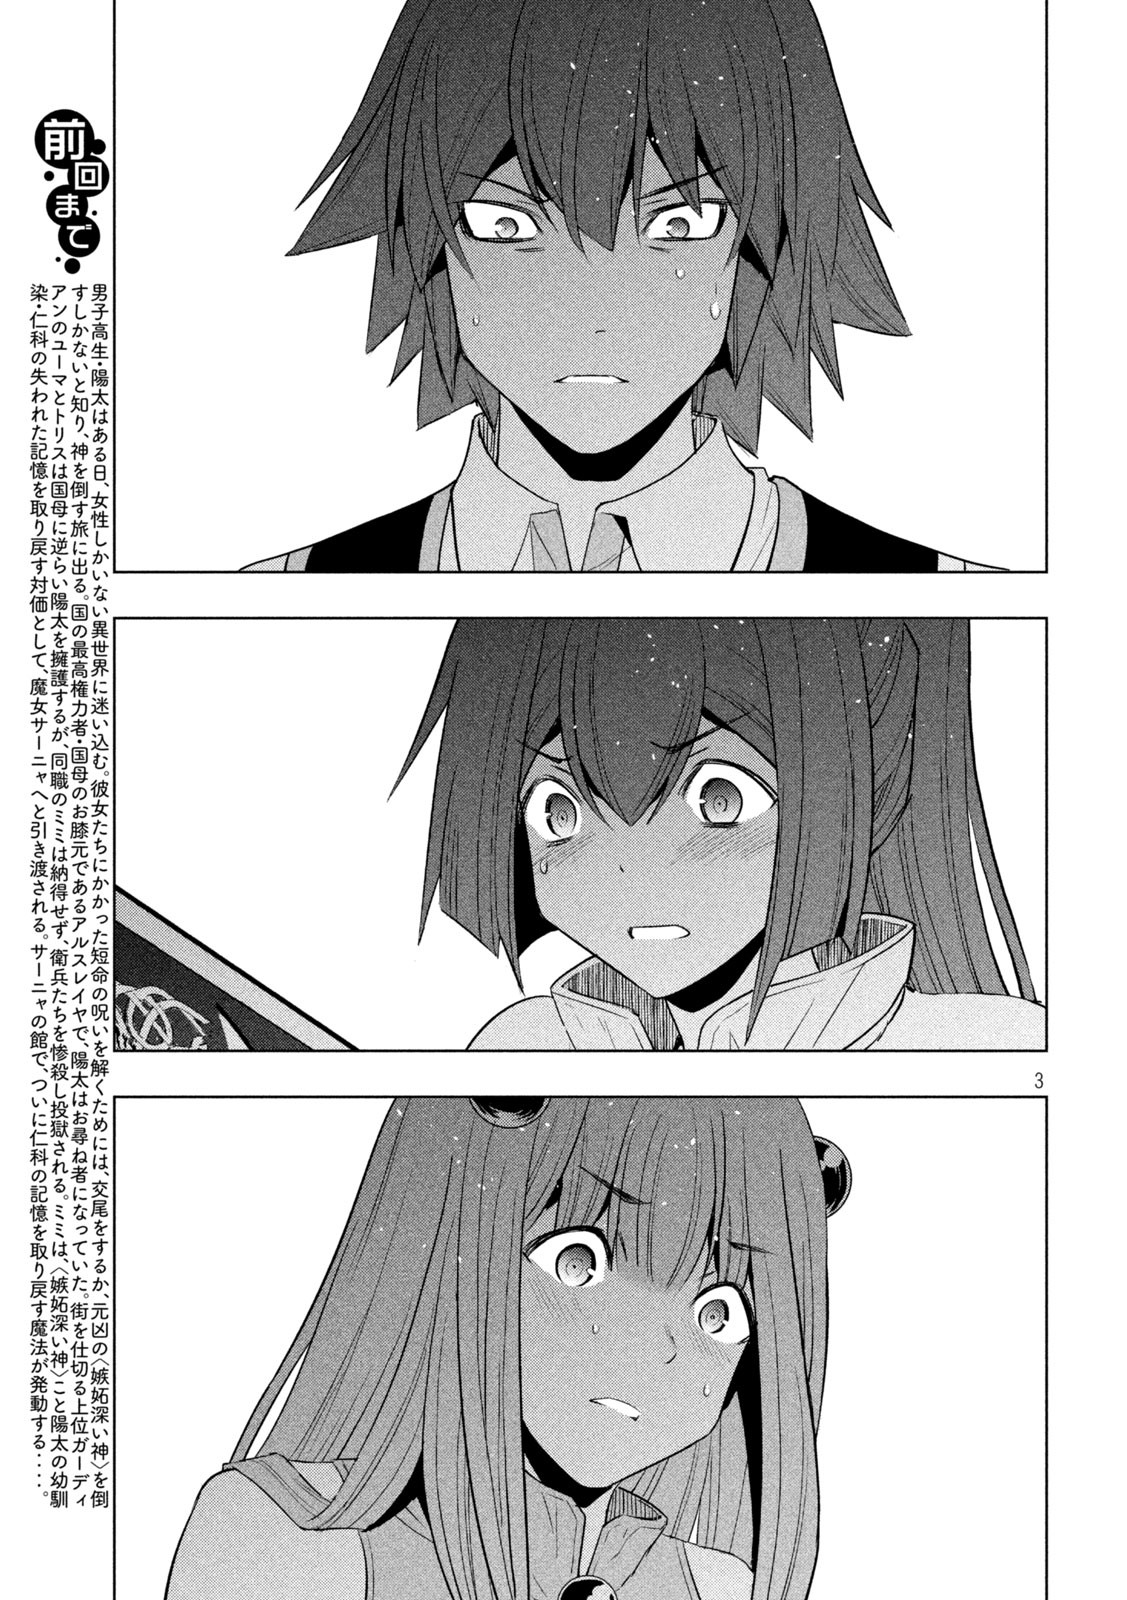 前回まで
男子高生・陽太はある日、女性しかいない異世界に迷い込む。彼女たちにかかった短命の呪いを解くためには、交尾をするか、元凶の〈嫉妬深い神〉を倒
すしかないと知り、神を倒す旅に出る。国の最高権力者・国母のお膝元であるアルスレイヤで、陽太はお尋ね者になっていた。街を仕切る上位ガーディ
アンのユーマとトリスは国母に逆らい陽太を擁護するが、同職のミミは納得せず、衛兵たちを惨殺し投獄される。ミミは、〈嫉妬深い神〉こと陽太の幼馴
染・仁科の失われた記憶を取り戻す対価として、魔女サーニャへと引き渡される。サーニャの館で、ついに仁科の記憶を取り戻す魔法が発動する‥‥。
3